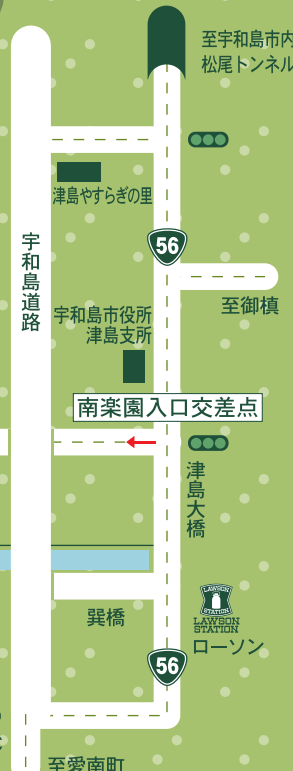 至宇和島市内
松尾トンネル
津島やすらぎの里
宇和島道路
56
至御槙
宇和島市役所
津島支所
南楽園入口交差点
津島大橋
LAWSON
STATION
LAWSON
STATION
ローソン
巽橋
56
至愛南町